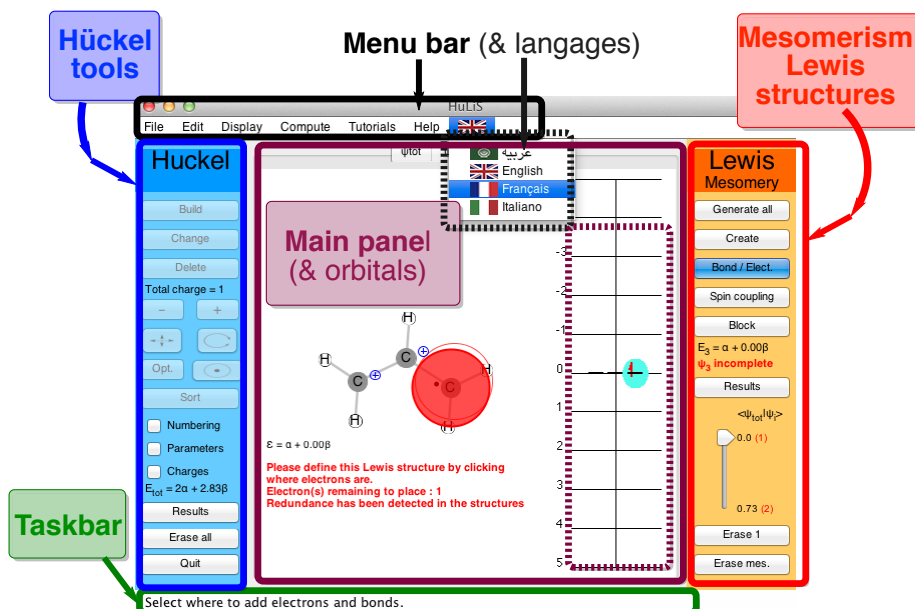 Hückel
tools
Menu bar (& langages)
Mesomerism
Lewis
structures
HuLiS
File Edit Display Compute Tutorials Help
Huckel
Build
Change
Delete
Total charge = 1
- +
Opt.
Sort
Numbering
Parameters
Charges
E_tot = 2α + 2.83β
Results
Erase all
Quit
Taskbar
ψtot
عربية
English
Français
Italiano
Main panel
(& orbitals)
H
C ⊕
H
C ⊕
C
H
H
H
-3
-2
-1
0
1
2
3
4
5
ε = α + 0.00β
Please define this Lewis structure by clicking
where electrons are.
Electron(s) remaining to place : 1
Redundance has been detected in the structures
Lewis
Mesomery
Generate all
Create
Bond / Elect.
Spin coupling
Block
E₃ = α + 0.00β
ψ₃ incomplete
Results
<ψ_tot|ψ_i>
0.0 (1)
0.73 (2)
Erase 1
Erase mes.
Select where to add electrons and bonds.